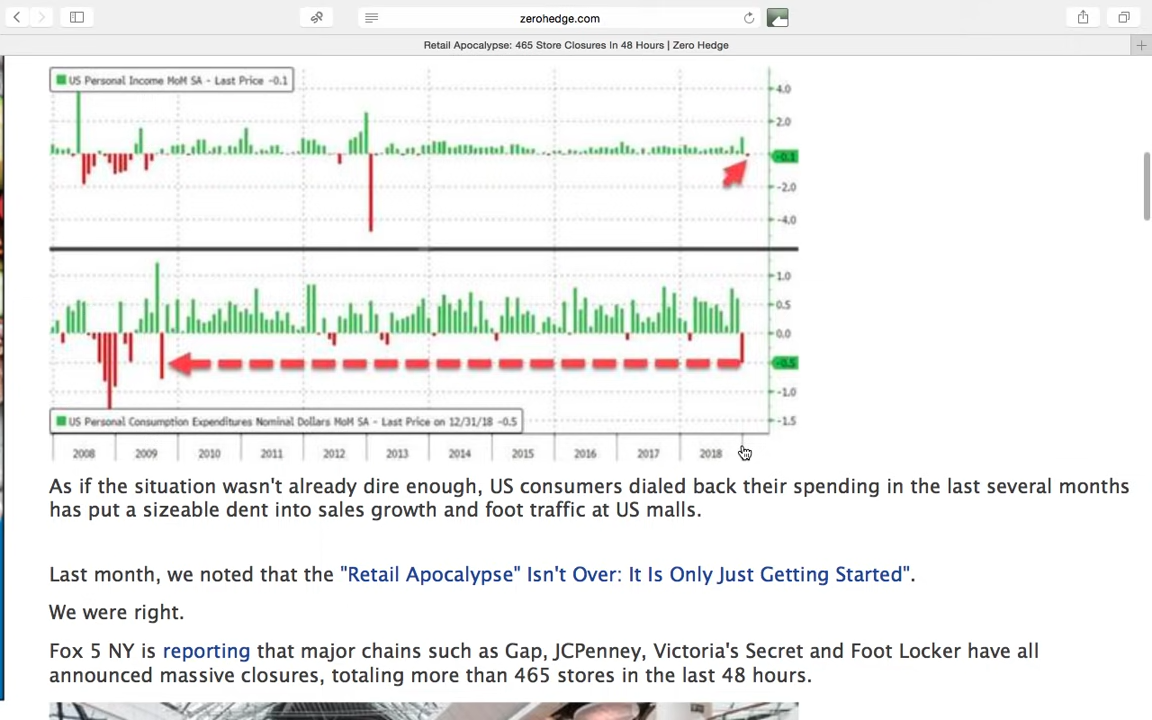 zerohedge.com
Retail Apocalypse: 465 Store Closures In 48 Hours | Zero Hedge
US Personal Income MoM SA - Last Price -0.1
4.0
2.0
-0.1
-2.0
-4.0
1.0
0.5
0.0
-0.5
-1.0
-1.5
US Personal Consumption Expenditures Nominal Dollars MoM SA - Last Price on 12/31/18 -0.5
2008 2009 2010 2011 2012 2013 2014 2015 2016 2017 2018
As if the situation wasn't already dire enough, US consumers dialed back their spending in the last several months
has put a sizeable dent into sales growth and foot traffic at US malls.
Last month, we noted that the "Retail Apocalypse" Isn't Over: It Is Only Just Getting Started".
We were right.
Fox 5 NY is reporting that major chains such as Gap, JCPenney, Victoria's Secret and Foot Locker have all
announced massive closures, totaling more than 465 stores in the last 48 hours.